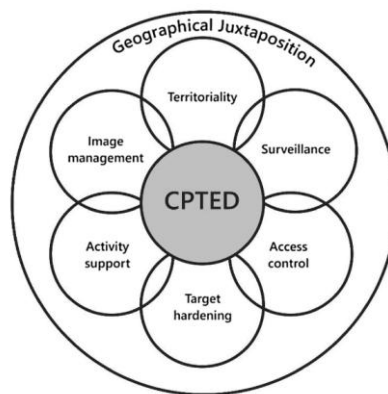 Geographical Juxtaposition
Territoriality
Image
management
Surveillance
CPTED
Activity
support
Access
control
Target
hardening